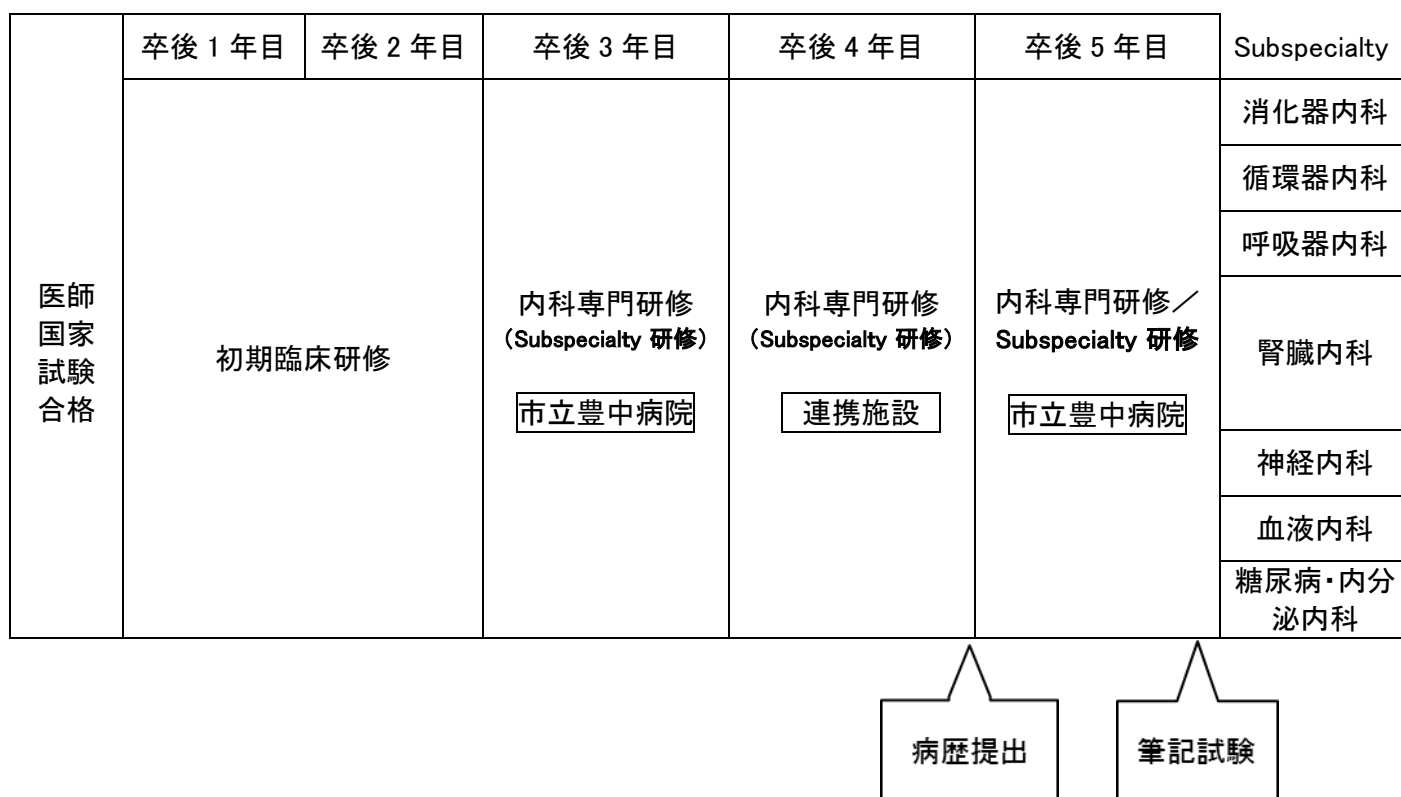 卒後 1 年目 卒後 2 年目 卒後 3 年目 卒後 4 年目 卒後 5 年目 Subspecialty
医師
国家
試験
合格
初期臨床研修
内科専門研修
(Subspecialty 研修)
市立豊中病院
内科専門研修
(Subspecialty 研修)
連携施設
内科専門研修／
Subspecialty 研修
市立豊中病院
消化器内科
循環器内科
呼吸器内科
腎臓内科
神経内科
血液内科
糖尿病・内分
泌内科
病歴提出
筆記試験